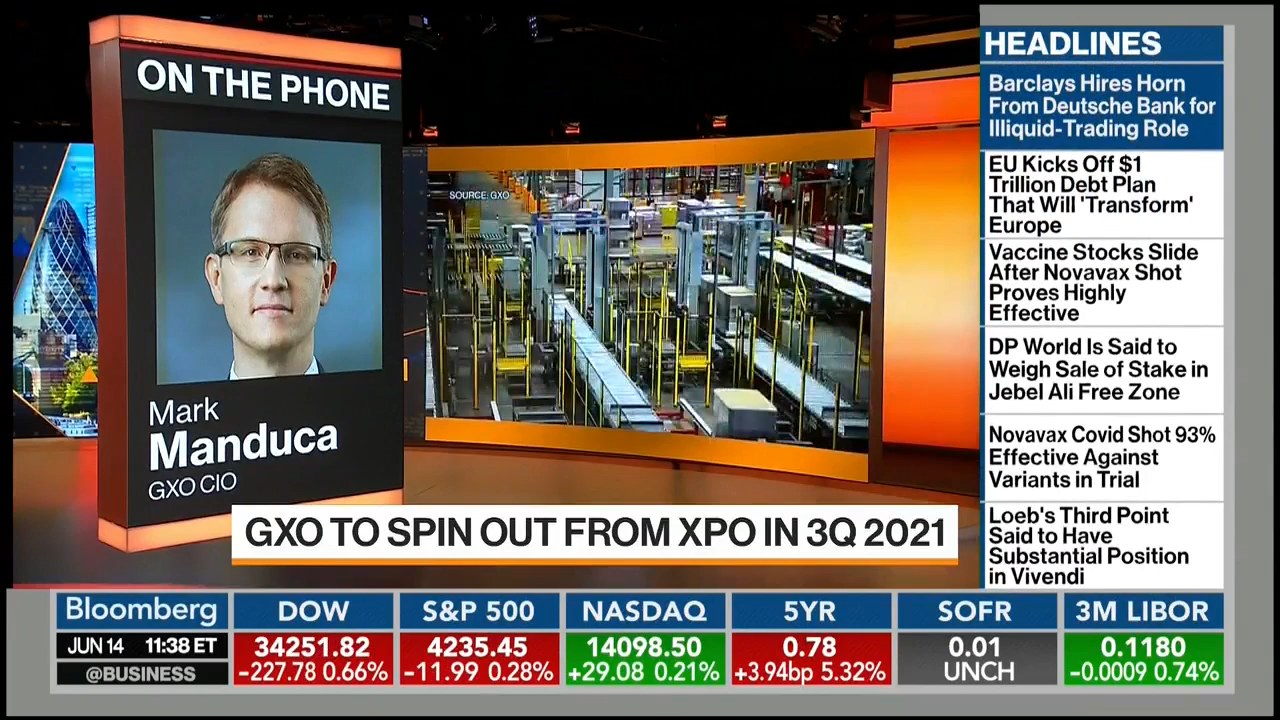 ON THE PHONE
Mark
Manduca
GXO CIO
SOURCE: GXO
GXO TO SPIN OUT FROM XPO IN 3Q 2021
HEADLINES
Barclays Hires Horn
From Deutsche Bank for
Illiquid-Trading Role
EU Kicks Off $1
Trillion Debt Plan
That Will 'Transform'
Europe
Vaccine Stocks Slide
After Novavax Shot
Proves Highly
Effective
DP World Is Said to
Weigh Sale of Stake in
Jebel Ali Free Zone
Novavax Covid Shot 93%
Effective Against
Variants in Trial
Loeb's Third Point
Said to Have
Substantial Position
in Vivendi
Bloomberg
JUN 14 11:38 ET
@BUSINESS
DOW
34251.82
-227.78 0.66%
S&P 500
4235.45
-11.99 0.28%
NASDAQ
14098.50
+29.08 0.21%
5YR
0.78
+3.94bp 5.32%
SOFR
0.01
UNCH
3M LIBOR
0.1180
-0.0009 0.74%